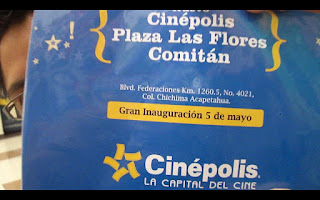 Cinépolis
Plaza Las Flores
Comitán
Blvd. Federaciones Km. 1260.5, No. 4021,
Col. Chichima Acapetahua.
Gran Inauguración 5 de mayo
Cinépolis.
LA CAPITAL DEL CINE